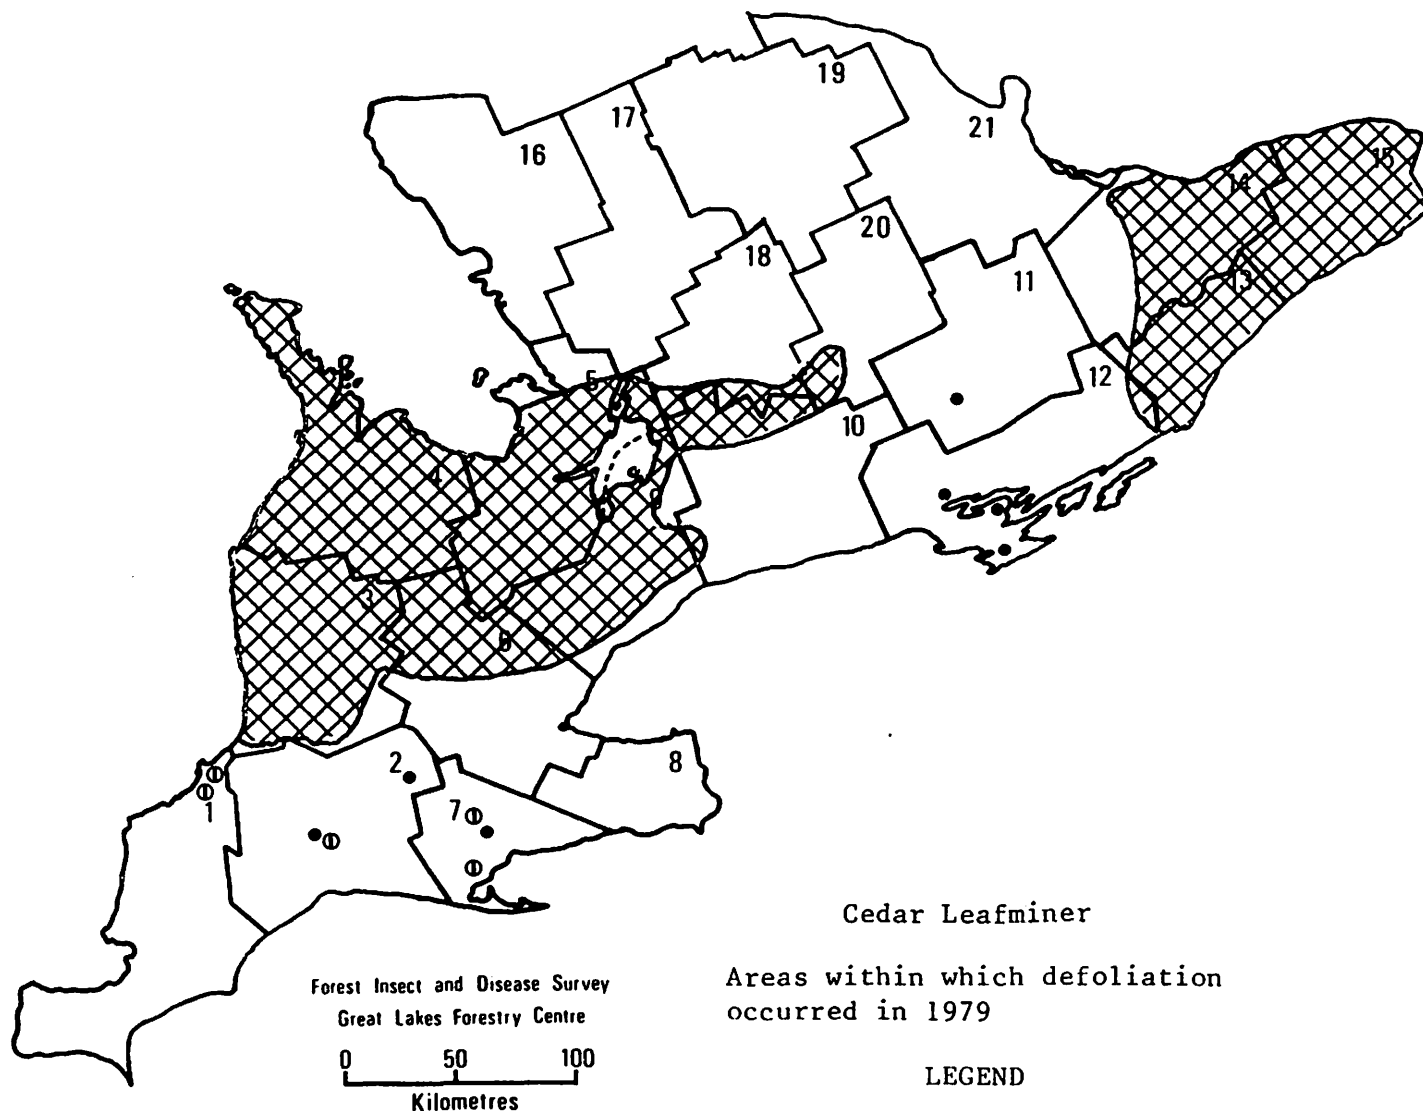 19
17
21
16
15
14
20
18
13
11
5
12
10
4
9
3
6
2
8
7
1
Cedar Leafminer
Areas within which defoliation
occurred in 1979
LEGEND
Forest Insect and Disease Survey
Great Lakes Forestry Centre
0 50 100
Kilometres